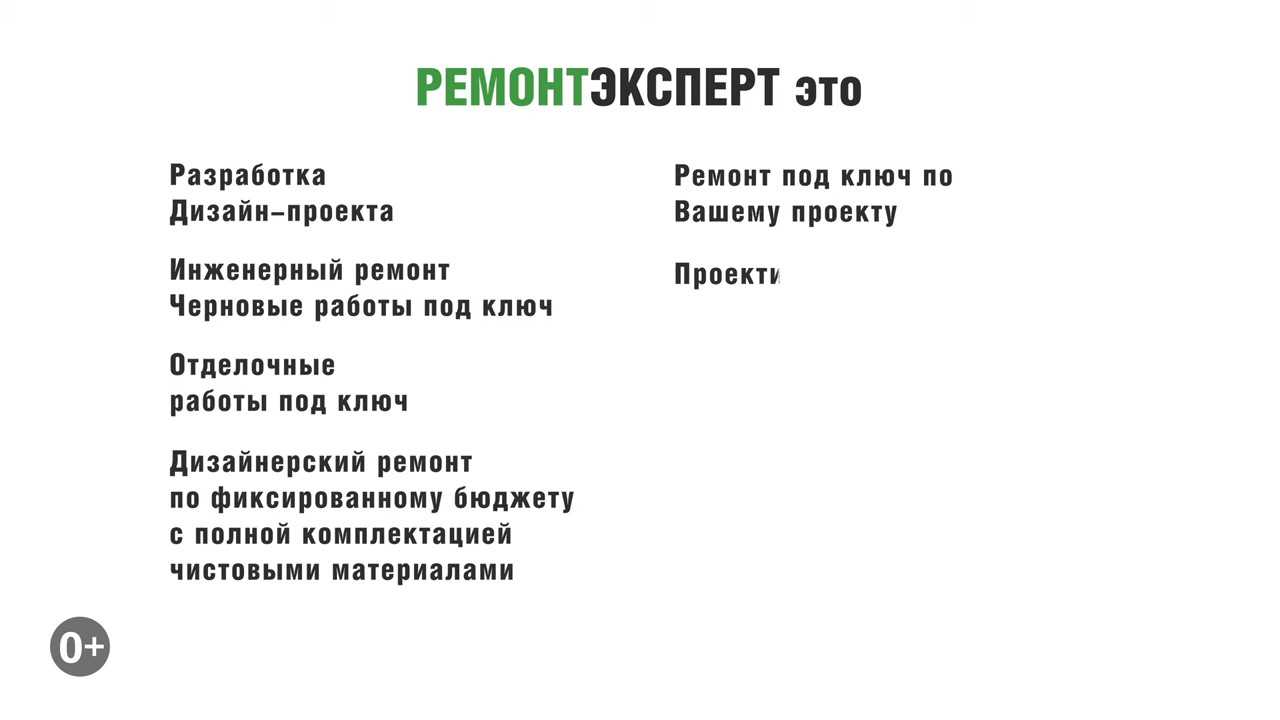 РЕМОНТЭКСПЕРТ это
Разработка
Дизайн-проекта
Инженерный ремонт
Черновые работы под ключ
Отделочные
работы под ключ
Дизайнерский ремонт
по фиксированному бюджету
с полной комплектацией
чистовыми материалами
Ремонт под ключ по
Вашему проекту
0+